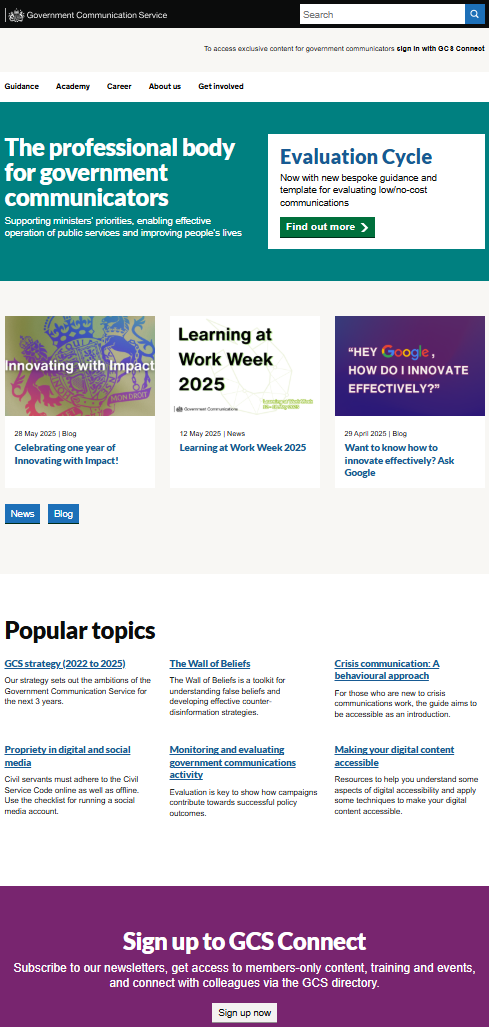 Government Communication Service
Search
To access exclusive content for government communicators sign in with GCS Connect
Guidance Academy Career About us Get involved
The professional body
for government
communicators
Supporting ministers' priorities, enabling effective
operation of public services and improving people's lives
Evaluation Cycle
Now with new bespoke guidance and
template for evaluating low/no-cost
communications
Find out more
Innovating with Impact
MON DROIT
28 May 2025 | Blog
Celebrating one year of
Innovating with Impact!
Learning at
Work Week
2025
Government Communications
Learning at Work Week
12 May 2025 | News
Learning at Work Week 2025
"HEY Google,
HOW DO I INNOVATE
EFFECTIVELY?"
29 April 2025 | Blog
Want to know how to
innovate effectively? Ask
Google
News Blog
Popular topics
GCS strategy (2022 to 2025)
Our strategy sets out the ambitions of the
Government Communication Service for
the next 3 years.
The Wall of Beliefs
The Wall of Beliefs is a toolkit for
understanding false beliefs and
developing effective counter-
disinformation strategies.
Crisis communication: A
behavioural approach
For those who are new to crisis
communications work, the guide aims to
be accessible as an introduction.
Propriety in digital and social
media
Civil servants must adhere to the Civil
Service Code online as well as offline.
Use the checklist for running a social
media account.
Monitoring and evaluating
government communications
activity
Evaluation is key to show how campaigns
contribute towards successful policy
outcomes.
Making your digital content
accessible
Resources to help you understand some
aspects of digital accessibility and apply
some techniques to make your digital
content accessible.
Sign up to GCS Connect
Subscribe to our newsletters, get access to members-only content, training and events,
and connect with colleagues via the GCS directory.
Sign up now